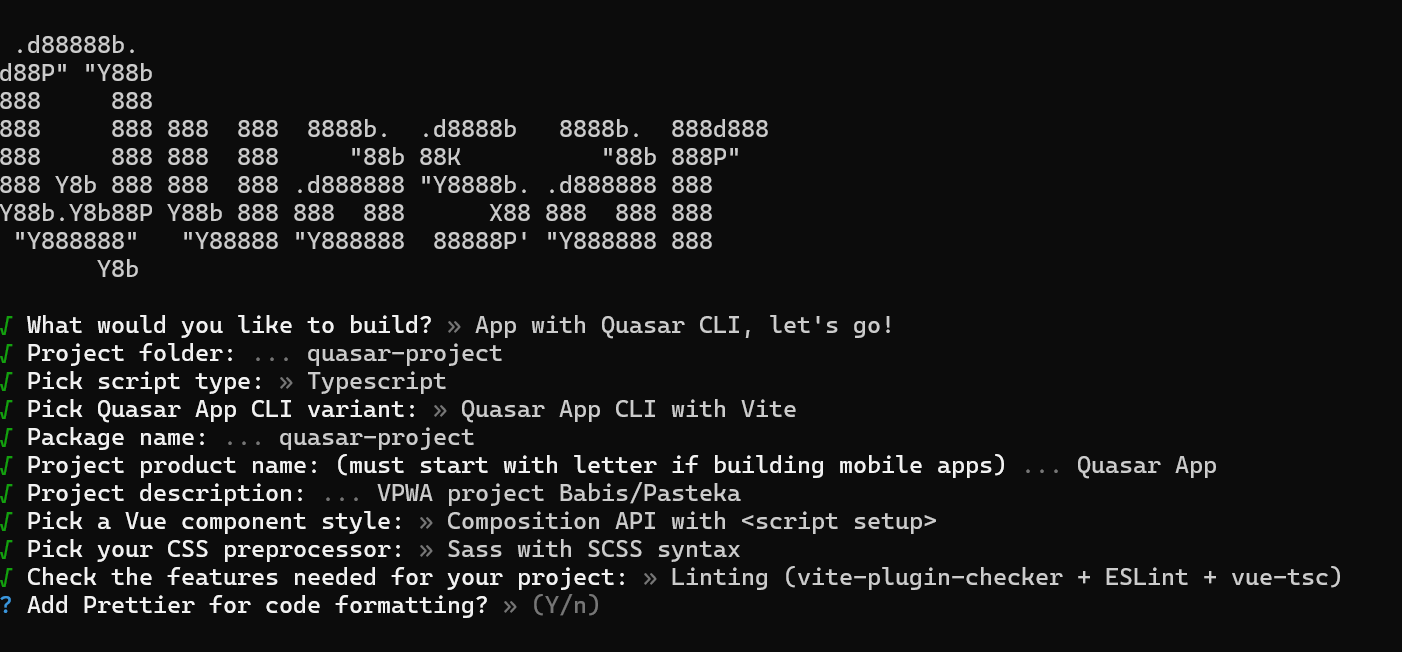 .d88888b.
d88P" "Y88b
888     888
888     888 888  888  8888b.  .d8888b   8888b.  888d888
888     888 888  888     "88b 88K          "88b 888P"
888 Y8b 888 888  888 .d888888 "Y8888b. .d888888 888
Y88b.Y8b88P Y88b 888 888  888      X88 888  888 888
 "Y888888"   "Y88888 "Y888888  88888P' "Y888888 888
       Y8b
√ What would you like to build? » App with Quasar CLI, let's go!
√ Project folder: ... quasar-project
√ Pick script type: » Typescript
√ Pick Quasar App CLI variant: » Quasar App CLI with Vite
√ Package name: ... quasar-project
√ Project product name: (must start with letter if building mobile apps) ... Quasar App
√ Project description: ... VPWA project Babis/Pasteka
√ Pick a Vue component style: » Composition API with <script setup>
√ Pick your CSS preprocessor: » Sass with SCSS syntax
√ Check the features needed for your project: » Linting (vite-plugin-checker + ESLint + vue-tsc)
? Add Prettier for code formatting? » (Y/n)